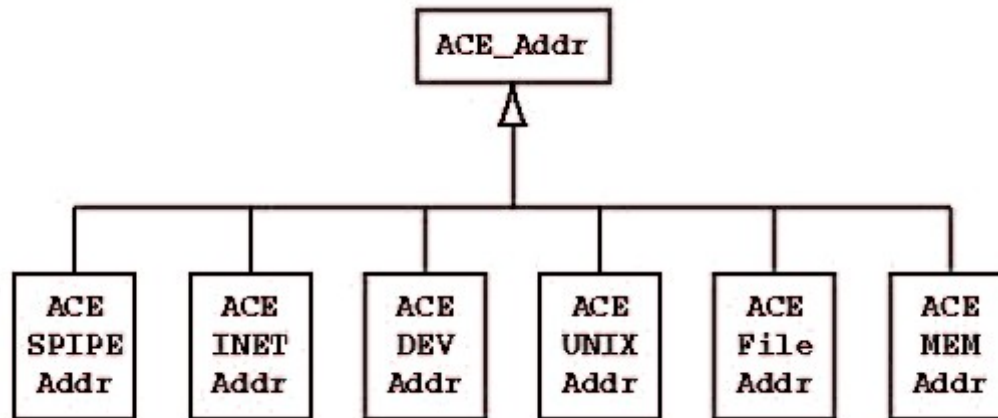 ACE_Addr
ACE
SPIPE
Addr
ACE
INET
Addr
ACE
DEV
Addr
ACE
UNIX
Addr
ACE
File
Addr
ACE
MEM
Addr